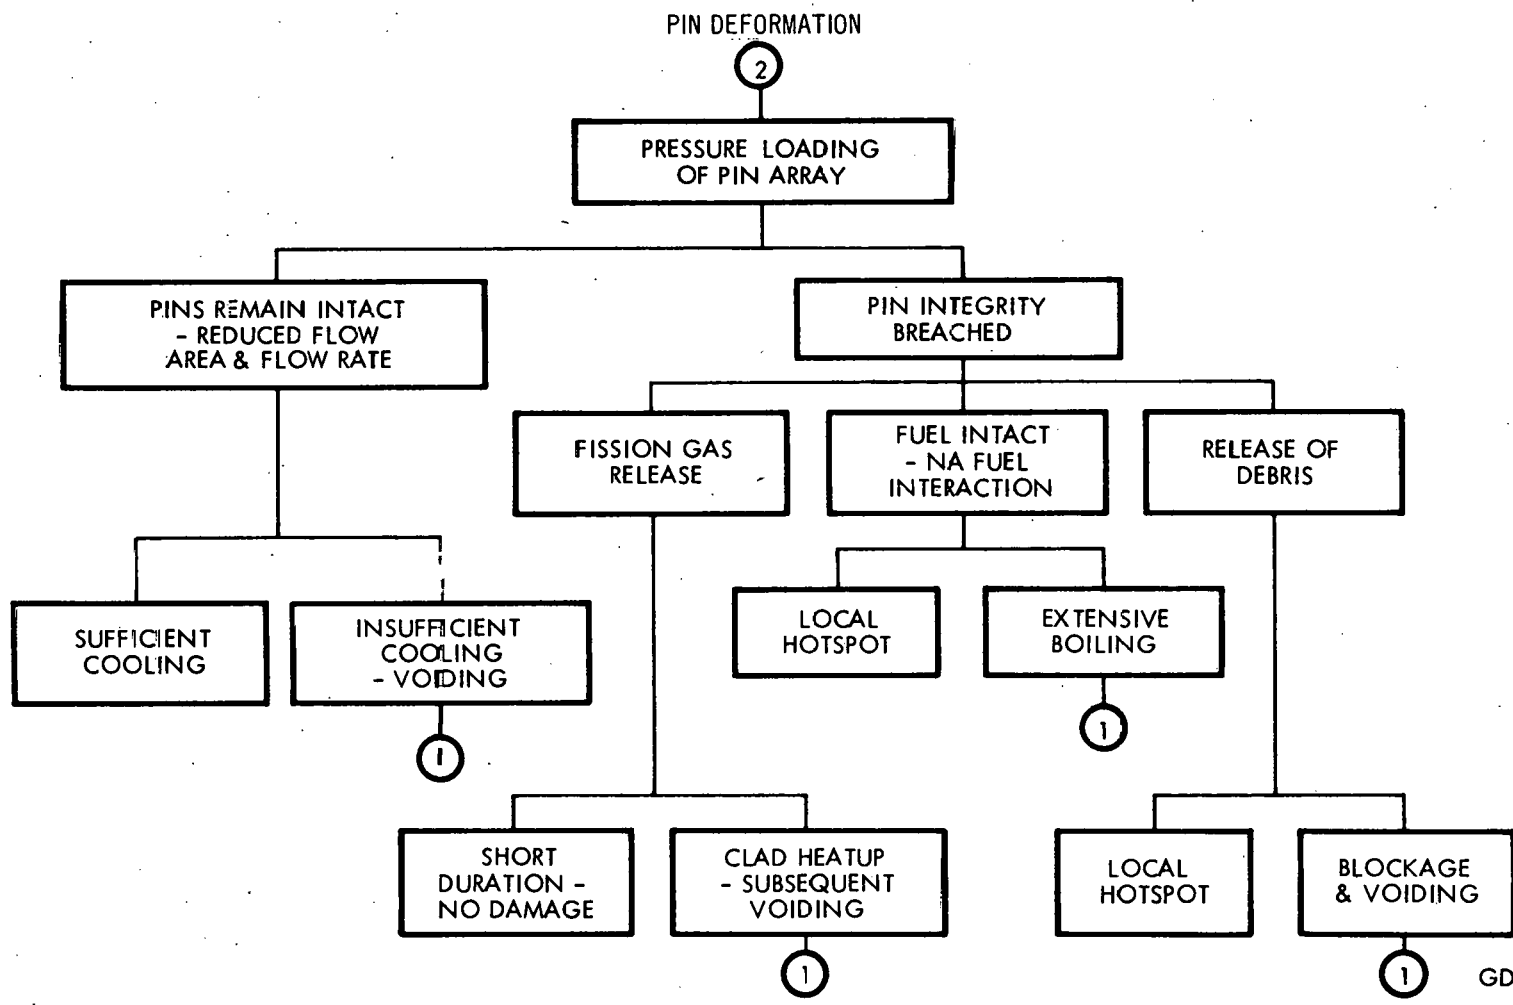 PIN DEFORMATION
2
PRESSURE LOADING
OF PIN ARRAY
PINS REMAIN INTACT
- REDUCED FLOW
AREA & FLOW RATE
PIN INTEGRITY
BREACHED
FISSION GAS
RELEASE
FUEL INTACT
- NA FUEL
INTERACTION
RELEASE OF
DEBRIS
SUFFICIENT
COOLING
INSUFFICIENT
COOLING
- VOIDING
1
LOCAL
HOTSPOT
EXTENSIVE
BOILING
1
SHORT
DURATION -
NO DAMAGE
CLAD HEATUP
- SUBSEQUENT
VOIDING
1
LOCAL
HOTSPOT
BLOCKAGE
& VOIDING
1
GD